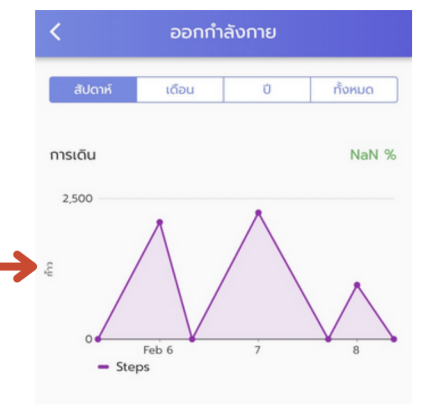 ออกกำลังกาย
สัปดาห์ เดือน ปี ทั้งหมด
การเดิน NaN %
2,500
ก้าว
0
Feb 6 7 8
Steps